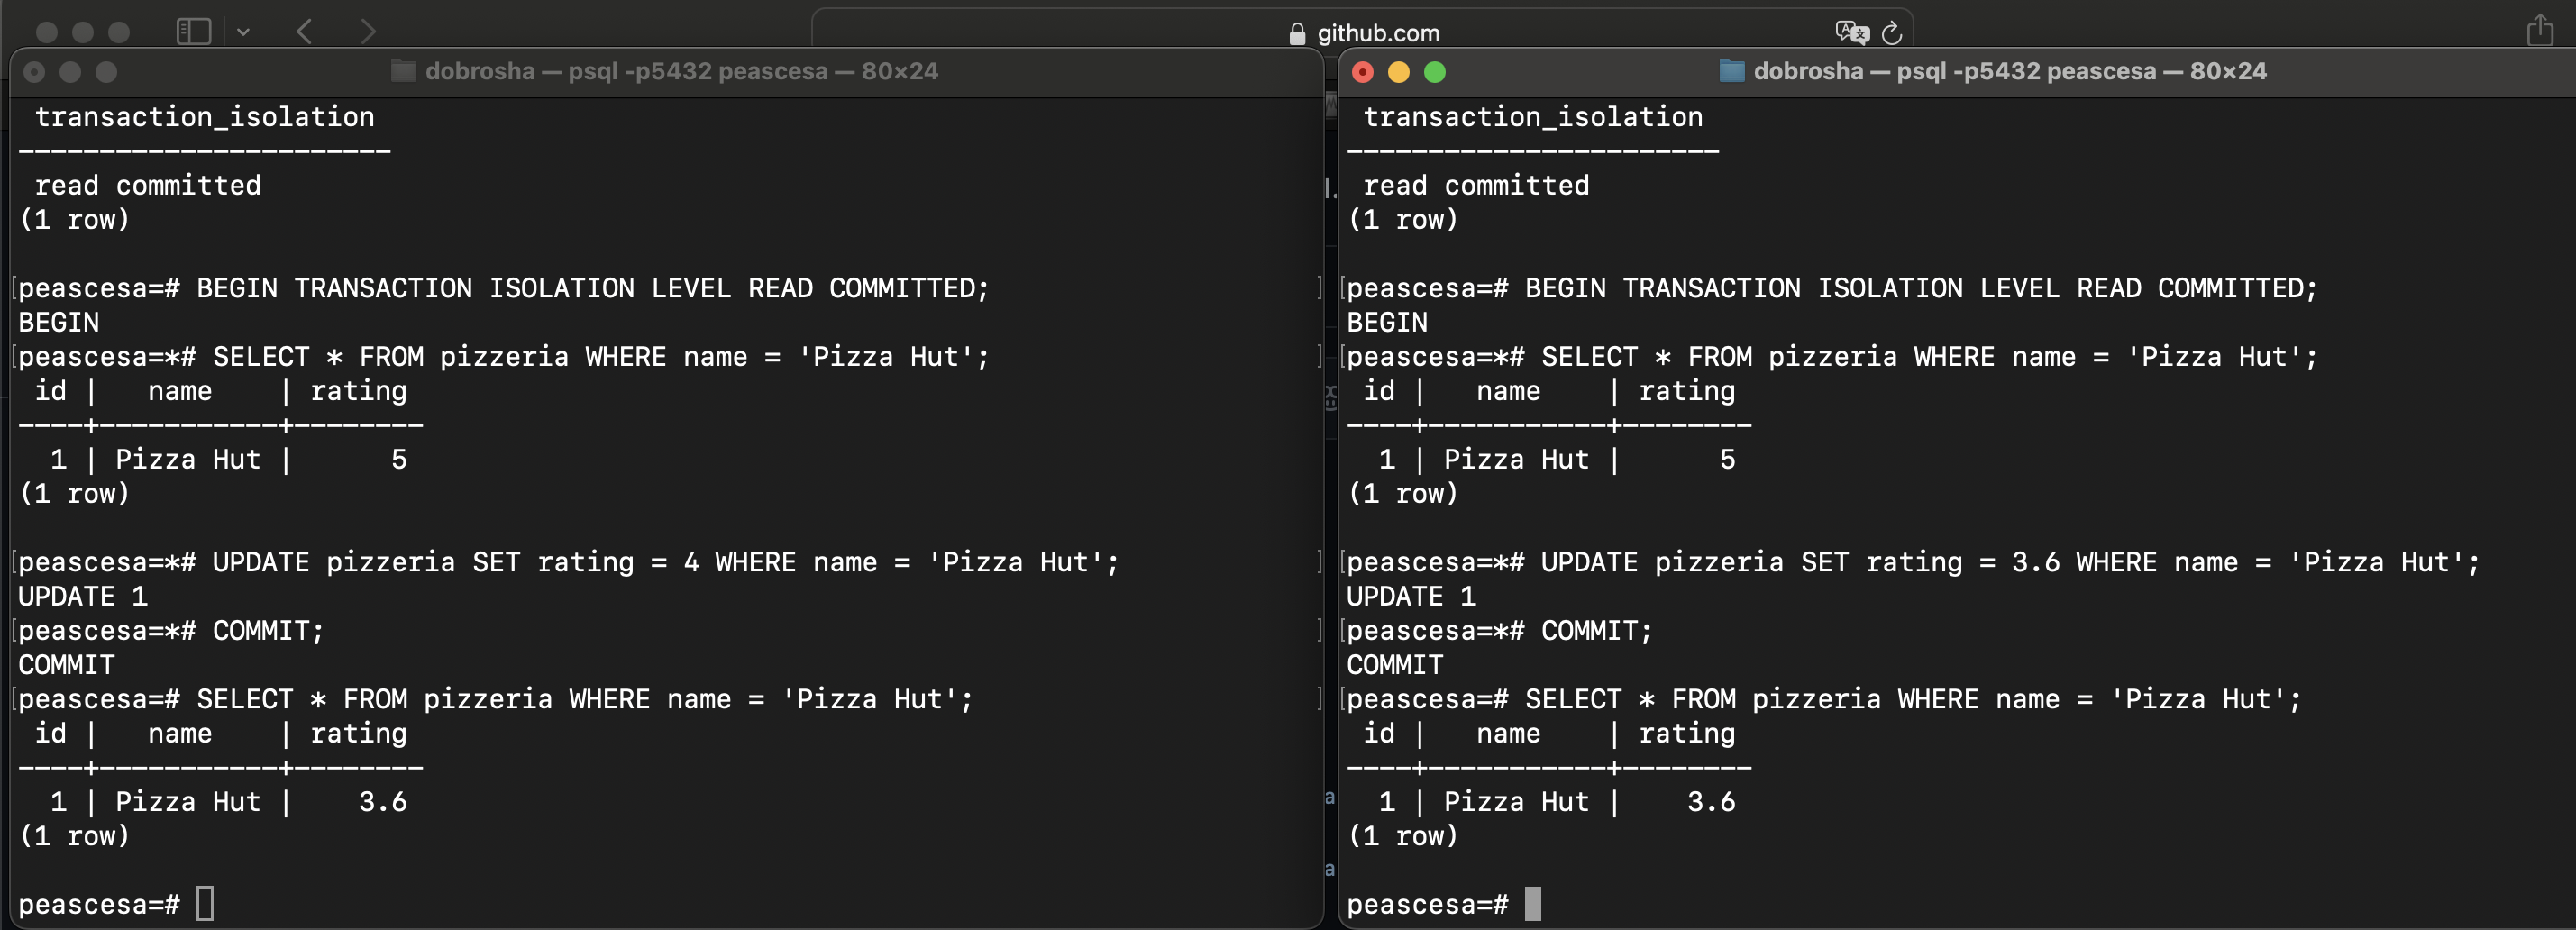 github.com
dobrosha — psql -p5432 peascesa — 80×24
 transaction_isolation
-----------------------
 read committed
(1 row)
peascesa=# BEGIN TRANSACTION ISOLATION LEVEL READ COMMITTED;
BEGIN
peascesa=*# SELECT * FROM pizzeria WHERE name = 'Pizza Hut';
 id |   name    | rating
----+-----------+--------
  1 | Pizza Hut |      5
(1 row)
peascesa=*# UPDATE pizzeria SET rating = 4 WHERE name = 'Pizza Hut';
UPDATE 1
peascesa=*# COMMIT;
COMMIT
peascesa=# SELECT * FROM pizzeria WHERE name = 'Pizza Hut';
 id |   name    | rating
----+-----------+--------
  1 | Pizza Hut |    3.6
(1 row)
peascesa=#
dobrosha — psql -p5432 peascesa — 80×24
 transaction_isolation
-----------------------
 read committed
(1 row)
peascesa=# BEGIN TRANSACTION ISOLATION LEVEL READ COMMITTED;
BEGIN
peascesa=*# SELECT * FROM pizzeria WHERE name = 'Pizza Hut';
 id |   name    | rating
----+-----------+--------
  1 | Pizza Hut |      5
(1 row)
peascesa=*# UPDATE pizzeria SET rating = 3.6 WHERE name = 'Pizza Hut';
UPDATE 1
peascesa=*# COMMIT;
COMMIT
peascesa=# SELECT * FROM pizzeria WHERE name = 'Pizza Hut';
 id |   name    | rating
----+-----------+--------
  1 | Pizza Hut |    3.6
(1 row)
peascesa=#